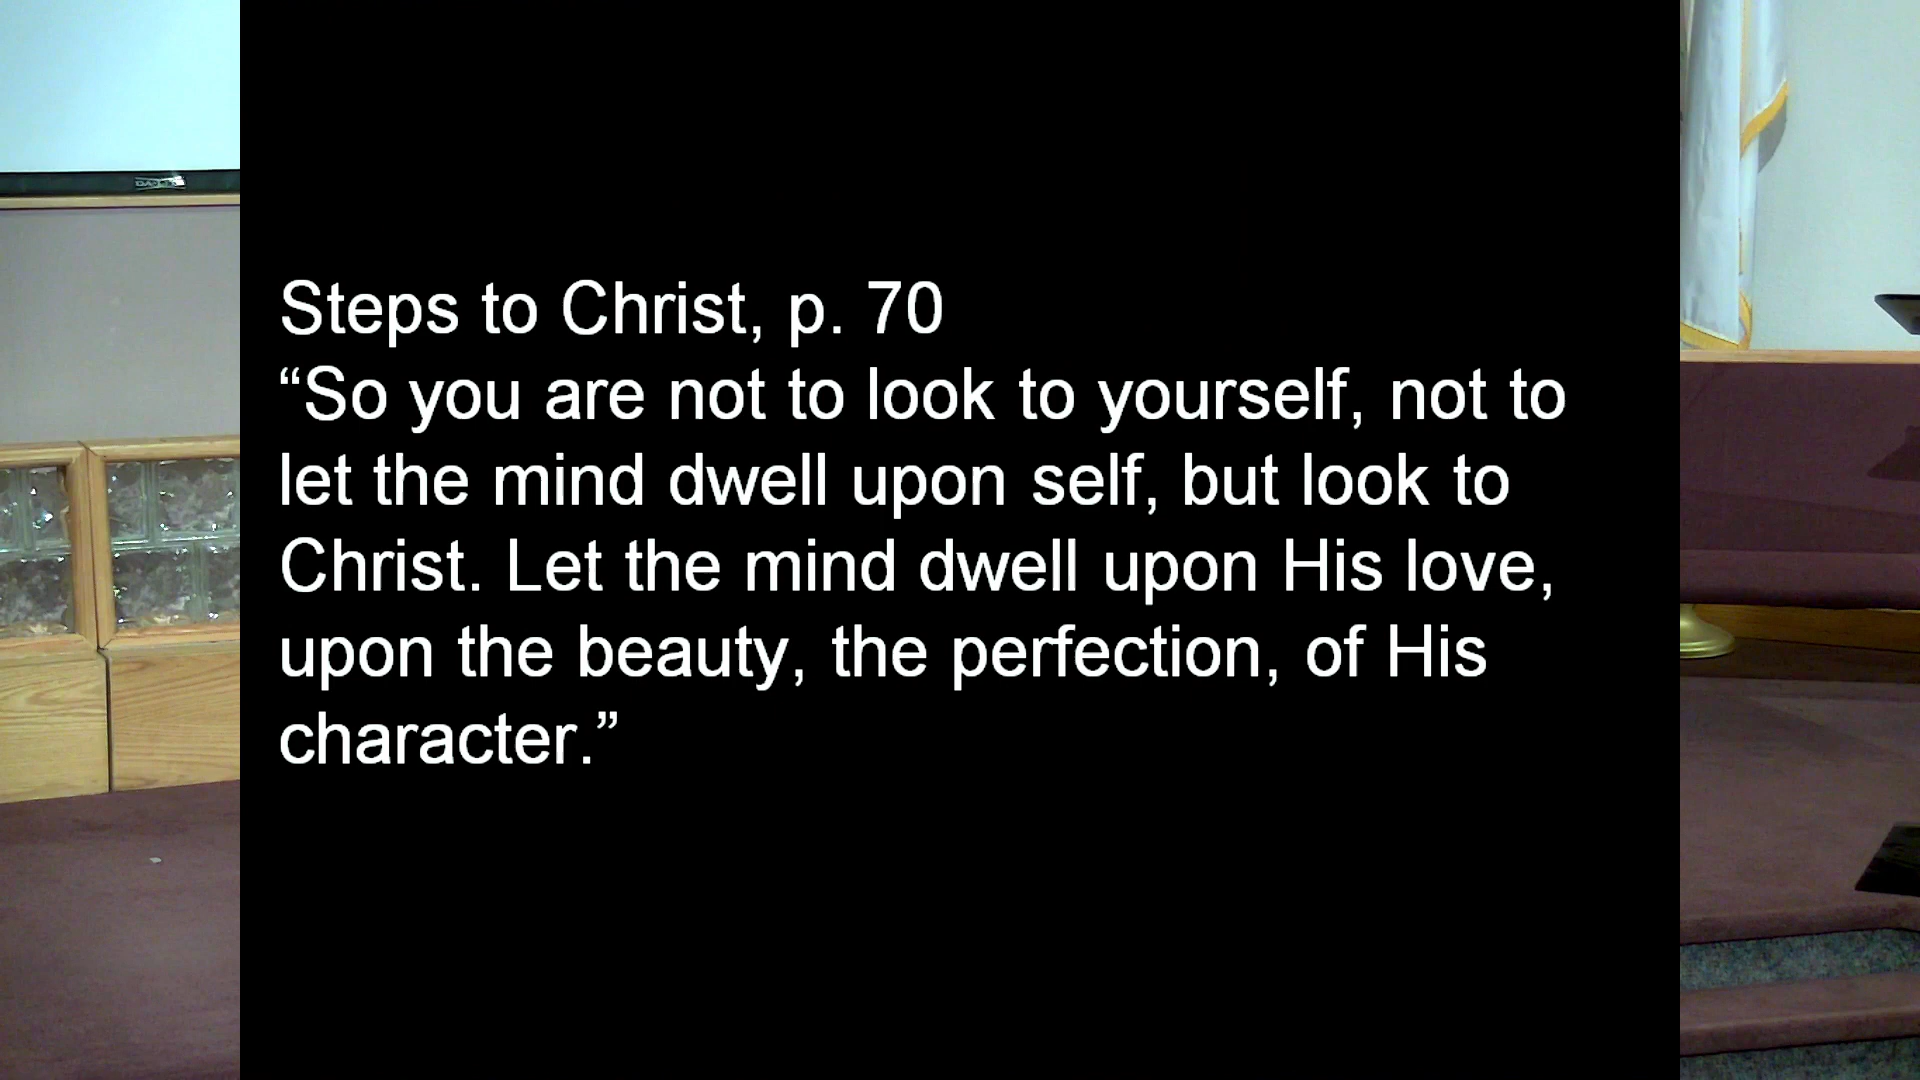 Steps to Christ, p. 70
“So you are not to look to yourself, not to
let the mind dwell upon self, but look to
Christ. Let the mind dwell upon His love,
upon the beauty, the perfection, of His
character.”